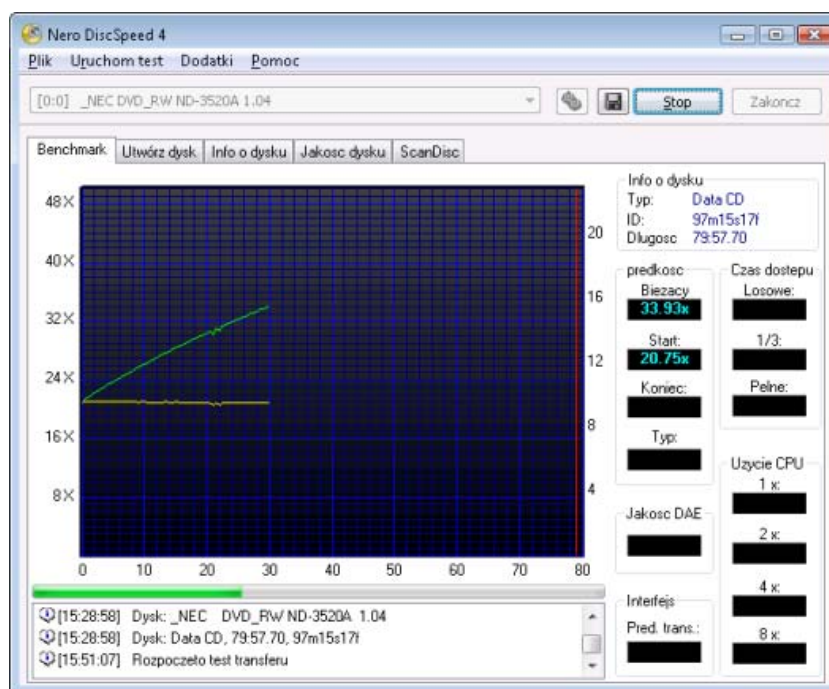 Nero DiscSpeed 4
Plik Uruchom test Dodatki Pomoc
[0:0] _NEC DVD_RW ND-3520A 1.04
Stop
Zakoncz
Benchmark Utwórz dysk Info o dysku Jakosc dysku ScanDisc
48X
40X
32X
24X
16X
8X
20
16
12
8
4
0 10 20 30 40 50 60 70 80
Info o dysku
Typ: Data CD
ID: 97m15s17f
Dlugosc 79:57.70
predkosc
Biezacy
33.93x
Start:
20.75x
Koniec:
Typ:
Czas dostepu
Losowe:
1/3:
Pelne:
Uzycie CPU
1 x:
2 x:
4 x:
8 x:
Jakosc DAE
Interfejs
Pred. trans.:
[15:28:58] Dysk: _NEC DVD_RW ND-3520A 1.04
[15:28:58] Dysk: Data CD, 79:57.70, 97m15s17f
[15:51:07] Rozpoczeto test transferu